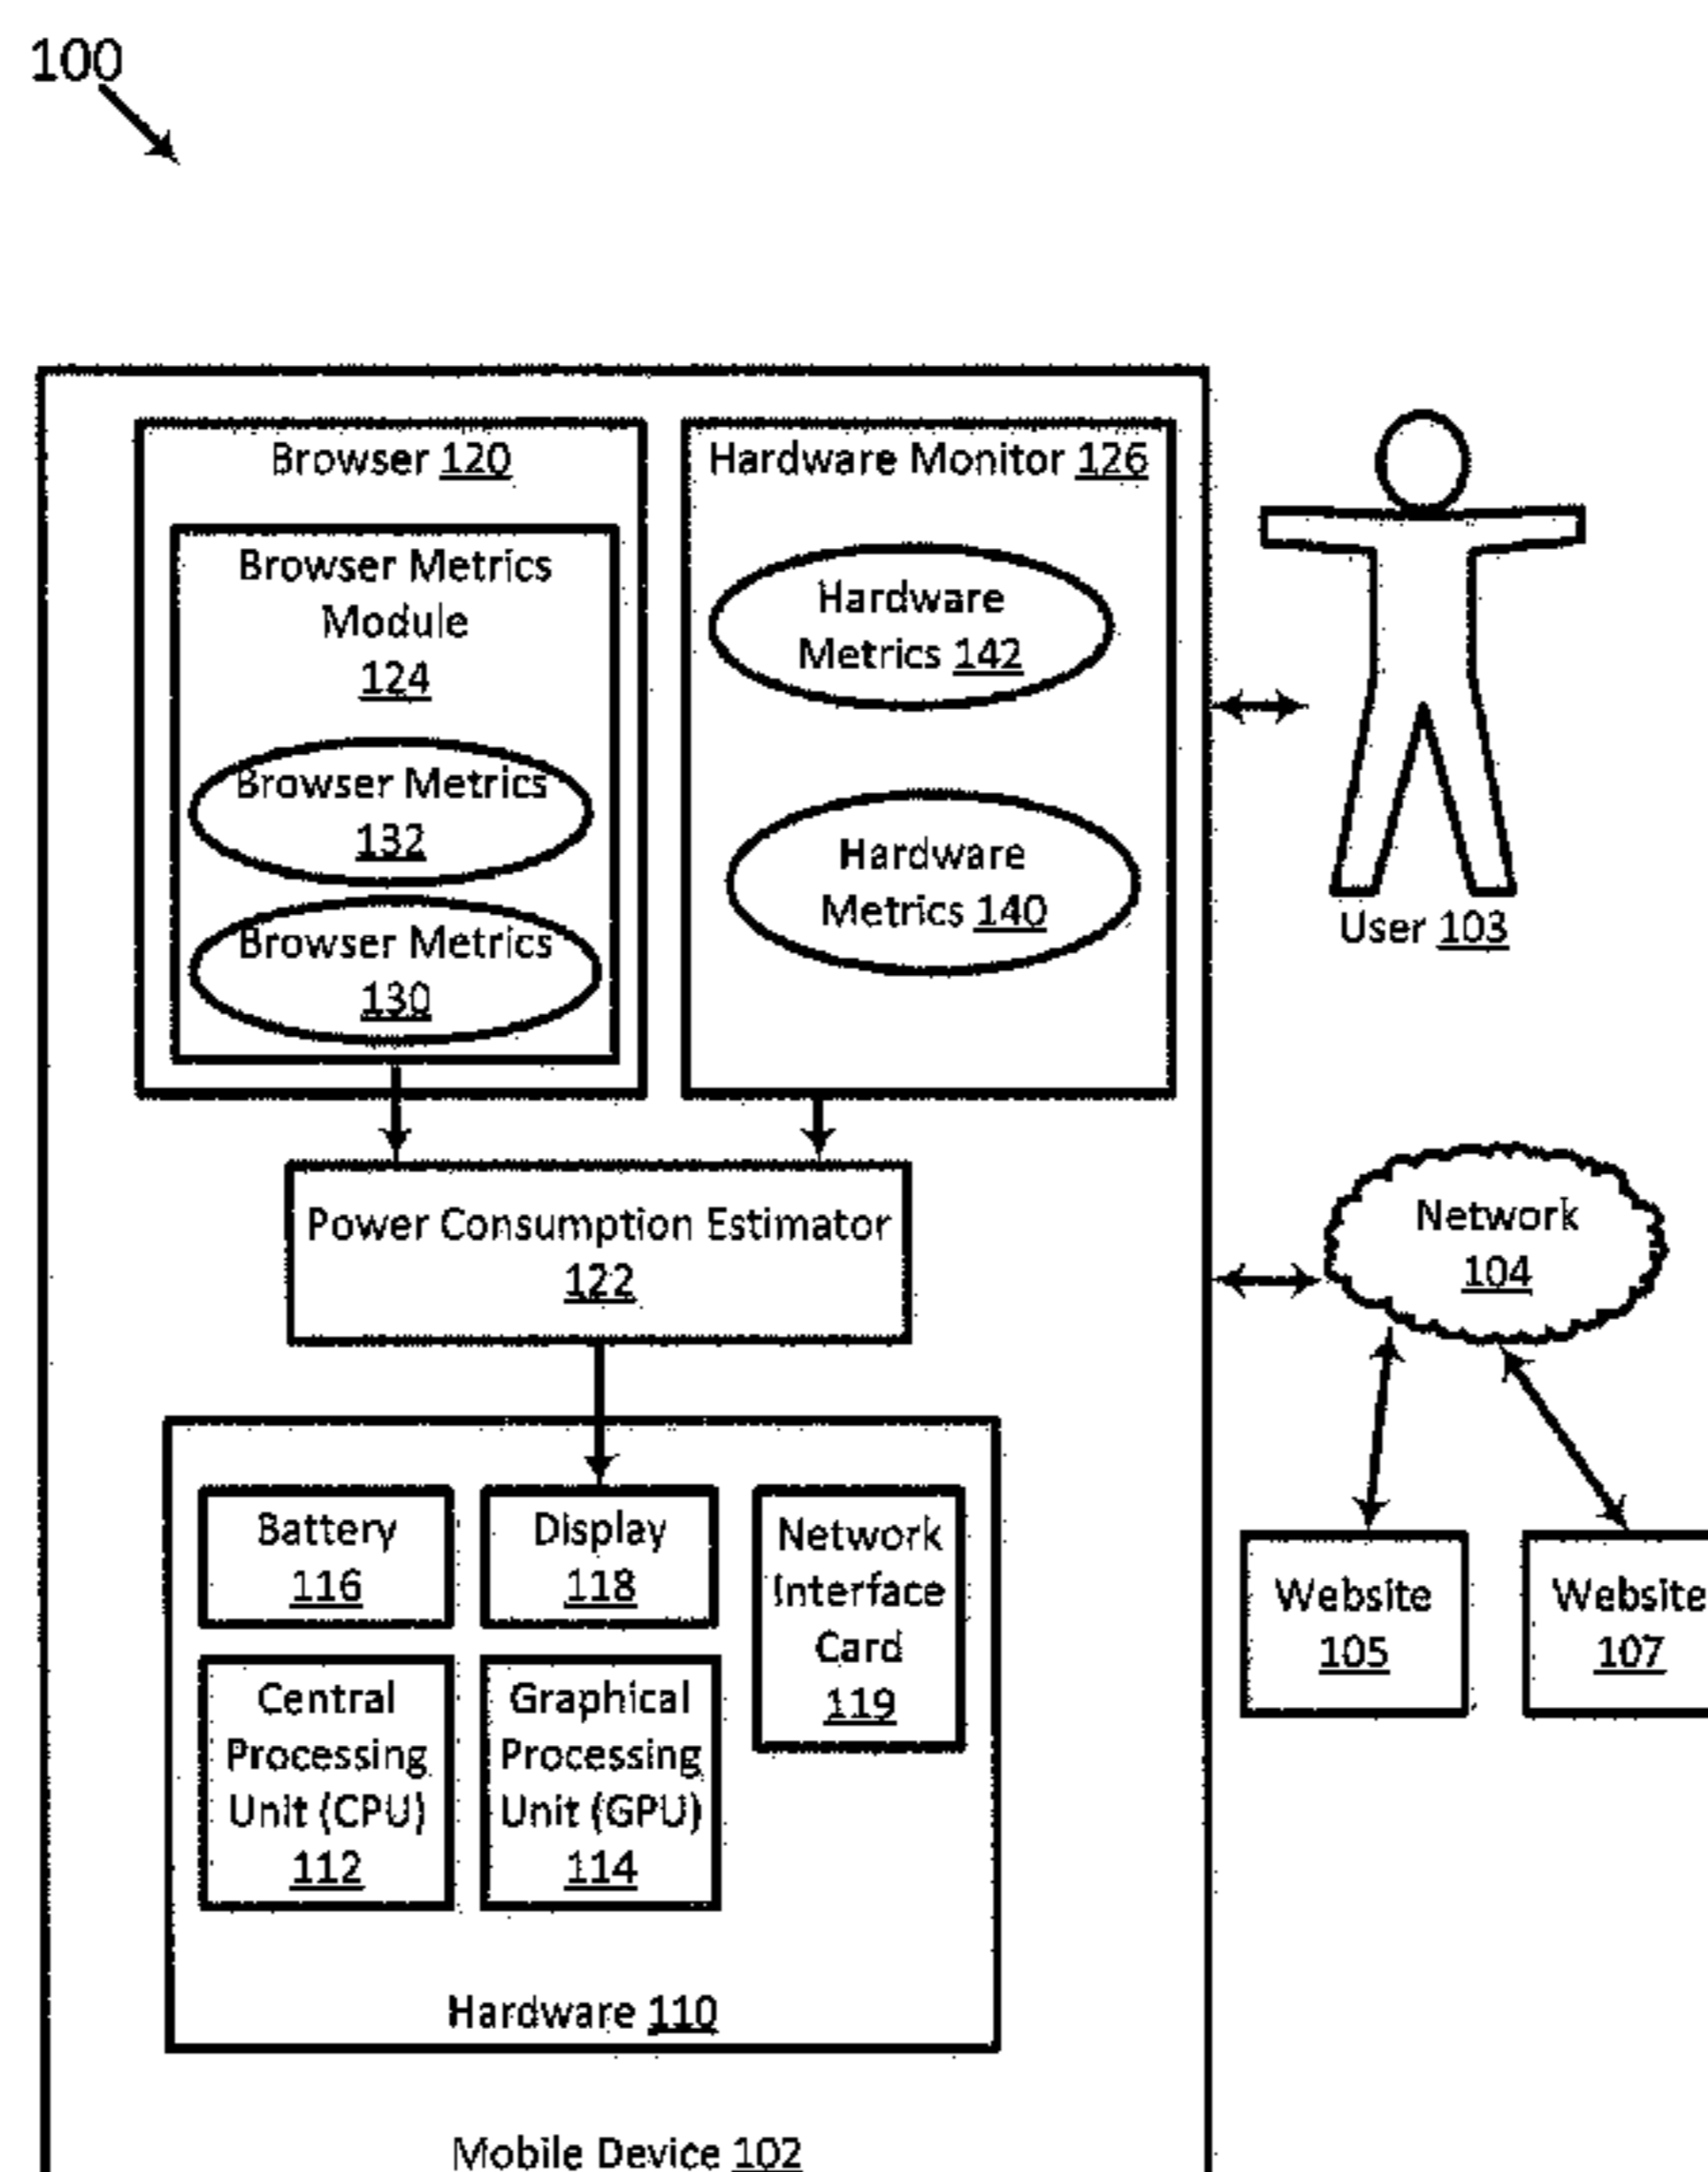 100
Browser 120
Browser Metrics
Module
124
Browser Metrics
132
Browser Metrics
130
Hardware Monitor 126
Hardware
Metrics 142
Hardware
Metrics 140
User 103
Power Consumption Estimator
122
Network
104
Battery
116
Display
118
Network
Interface
Card
119
Central
Processing
Unit (CPU)
112
Graphical
Processing
Unit (GPU)
114
Hardware 110
Website
105
Website
107
Mobile Device 102